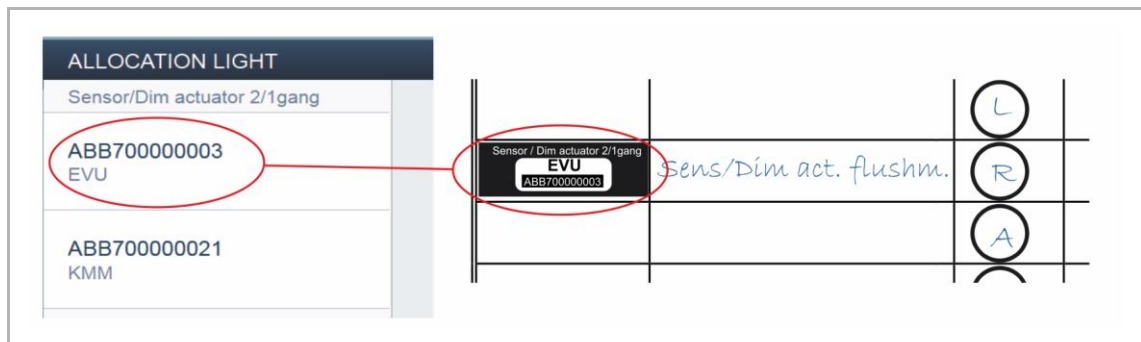 ALLOCATION LIGHT
Sensor/Dim actuator 2/1gang
ABB700000003
EVU
ABB700000021
KMM
L
Sensor / Dim actuator 2/1gang
EVU
ABB700000003
Sens/Dim act. flushm.
R
A